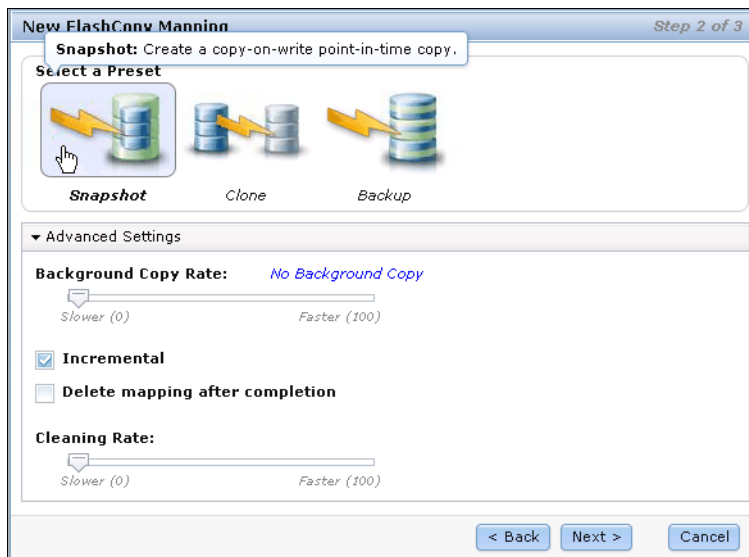 New FlashCopy Mapping
Step 2 of 3
Snapshot: Create a copy-on-write point-in-time copy.
Select a Preset
Snapshot Clone Backup
Advanced Settings
Background Copy Rate: No Background Copy
Slower (0) Faster (100)
Incremental
Delete mapping after completion
Cleaning Rate:
Slower (0) Faster (100)
< Back Next > Cancel